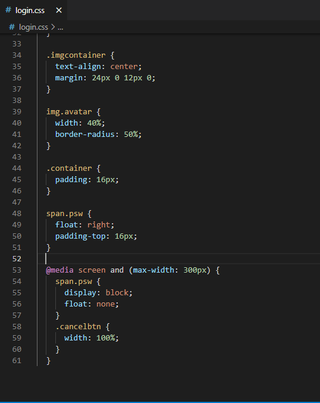 # login.css ×
# login.css > ...
33
34 .imgcontainer {
35 text-align: center;
36 margin: 24px 0 12px 0;
37 }
38
39 img.avatar {
40 width: 40%;
41 border-radius: 50%;
42 }
43
44 .container {
45 padding: 16px;
46 }
47
48 span.psw {
49 float: right;
50 padding-top: 16px;
51 }
52
53 @media screen and (max-width: 300px) {
54 span.psw {
55 display: block;
56 float: none;
57 }
58 .cancelbtn {
59 width: 100%;
60 }
61 }